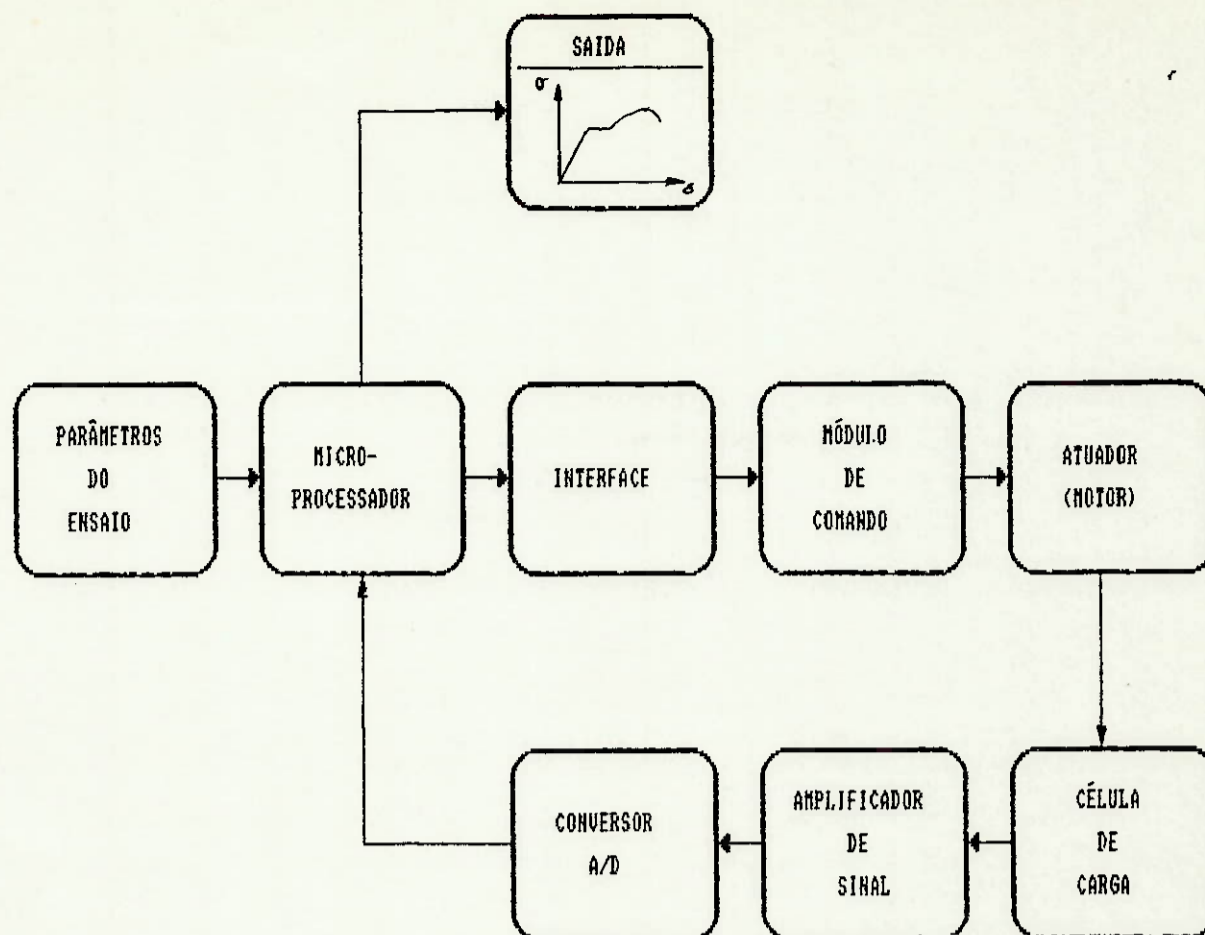 SAIDA
σ
PARÂMETROS
DO
ENSAIO
MICRO-
PROCESSADOR
INTERFACE
MÓDULO
DE
COMANDO
ATUADOR
(MOTOR)
CONVERSOR
A/D
AMPLIFICADOR
DE
SINAL
CÉLULA
DE
CARGA